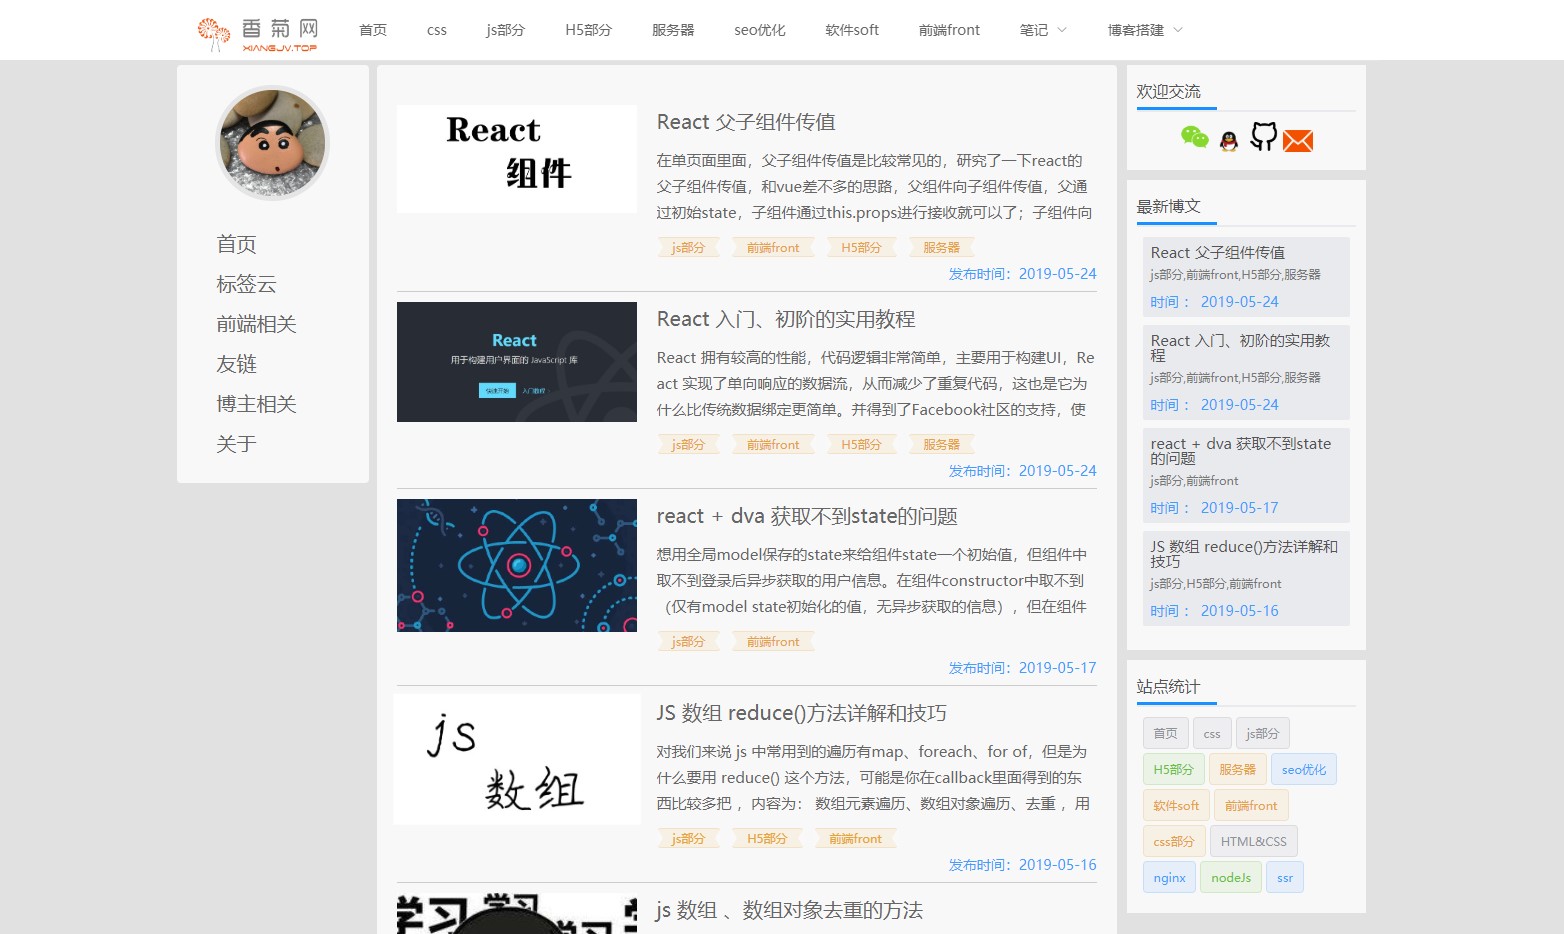 香菊网
XIANGJV.TOP
首页 css js部分 H5部分 服务器 seo优化 软件soft 前端front 笔记 博客搭建
首页
标签云
前端相关
友链
博主相关
关于
React
组件
React 父子组件传值
在单页面里面，父子组件传值是比较常见的，研究了一下react的
父子组件传值，和vue差不多的思路，父组件向子组件传值，父通
过初始state，子组件通过this.props进行接收就可以了；子组件向
js部分 前端front H5部分 服务器
发布时间：2019-05-24
React
用于构建用户界面的 JavaScript 库
快速开始 入门教程
React 入门、初阶的实用教程
React 拥有较高的性能，代码逻辑非常简单，主要用于构建UI，Re
act 实现了单向响应的数据流，从而减少了重复代码，这也是它为
什么比传统数据绑定更简单。并得到了Facebook社区的支持，使
js部分 前端front H5部分 服务器
发布时间：2019-05-24
react + dva 获取不到state的问题
想用全局model保存的state来给组件state一个初始值，但组件中
取不到登录后异步获取的用户信息。在组件constructor中取不到
（仅有model state初始化的值，无异步获取的信息），但在组件
js部分 前端front
发布时间：2019-05-17
js
数组
JS 数组 reduce()方法详解和技巧
对我们来说 js 中常用到的遍历有map、foreach、for of，但是为
什么要用 reduce() 这个方法，可能是你在callback里面得到的东
西比较多把 ，内容为： 数组元素遍历、数组对象遍历、去重 ，用
js部分 H5部分 前端front
发布时间：2019-05-16
js 数组 、数组对象去重的方法
欢迎交流
最新博文
React 父子组件传值
js部分,前端front,H5部分,服务器
时间： 2019-05-24
React 入门、初阶的实用教
程
js部分,前端front,H5部分,服务器
时间： 2019-05-24
react + dva 获取不到state
的问题
js部分,前端front
时间： 2019-05-17
JS 数组 reduce()方法详解和
技巧
js部分,H5部分,前端front
时间： 2019-05-16
站点统计
首页 css js部分
H5部分 服务器 seo优化
软件soft 前端front
css部分 HTML&CSS
nginx nodeJs ssr